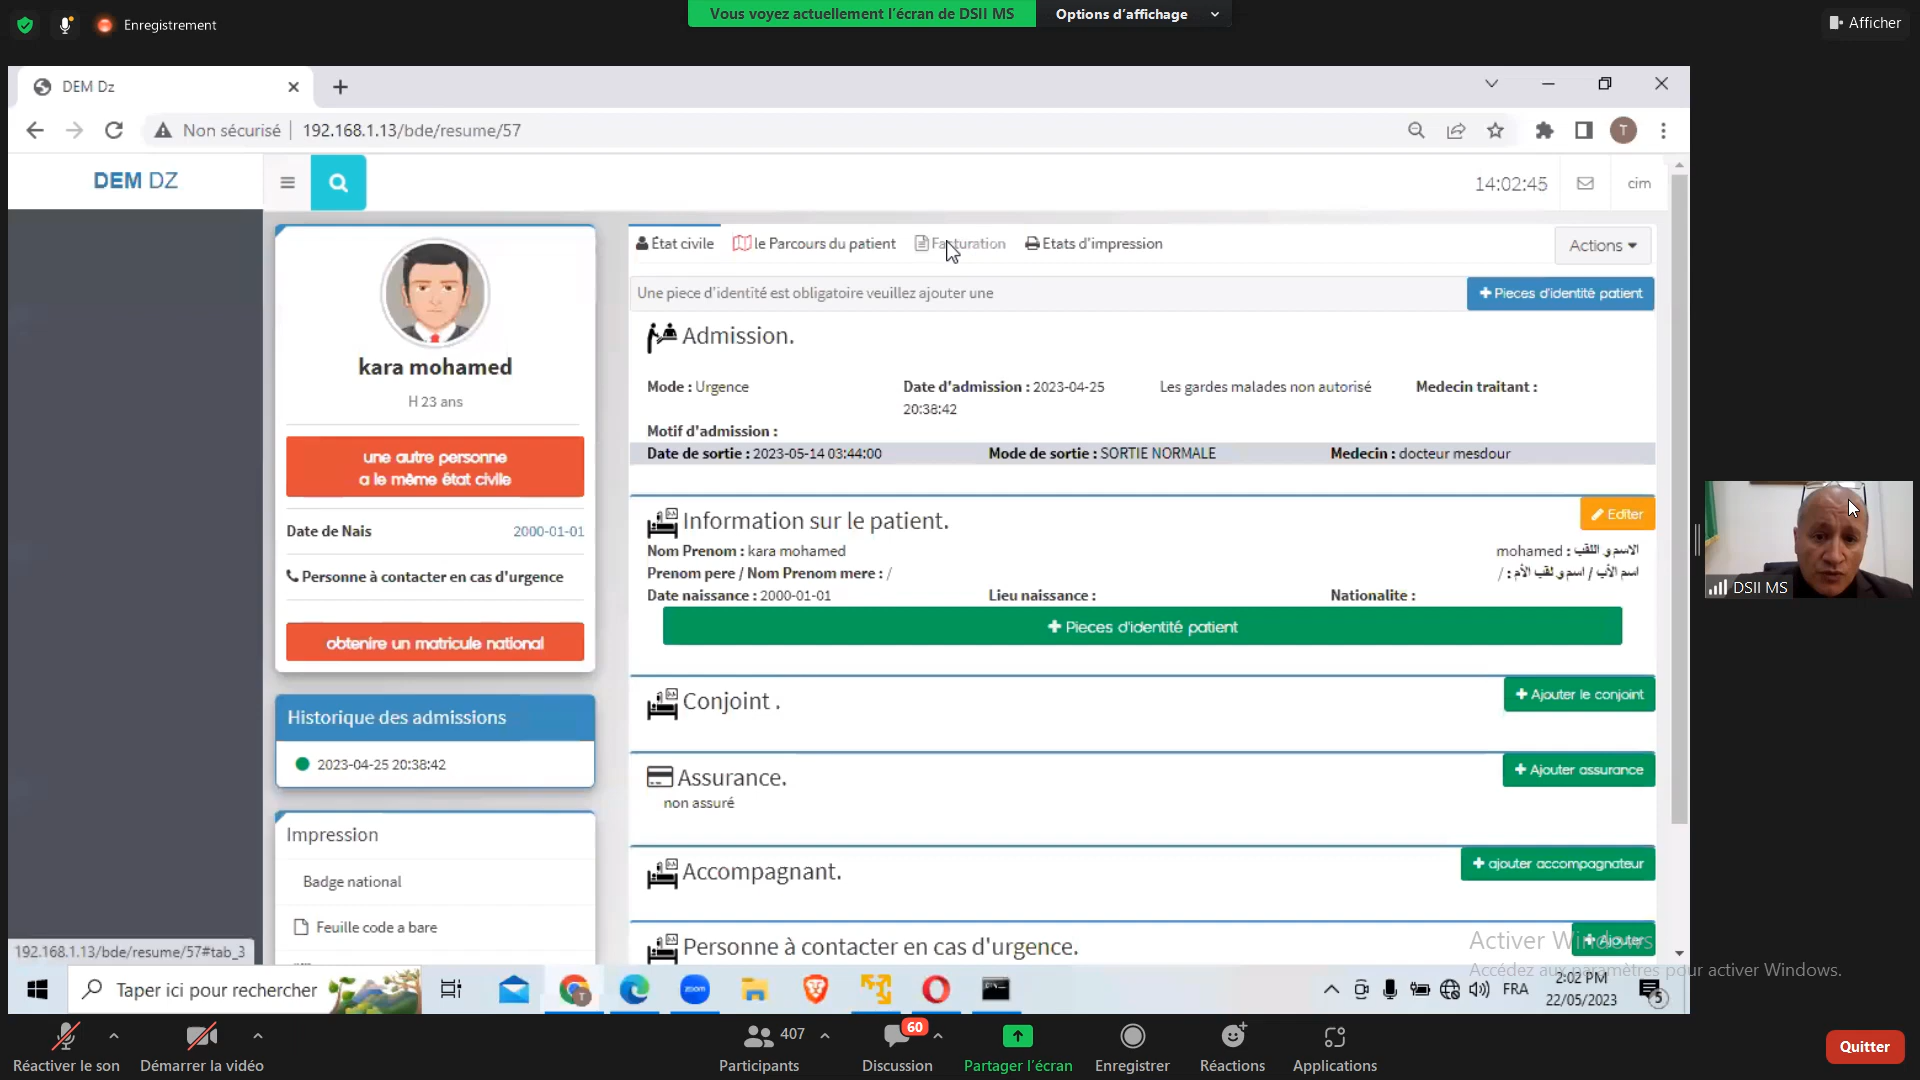 Enregistrement
Vous voyez actuellement l'écran de DSII MS
Options d'affichage
Afficher
DEM Dz
Non sécurisé
192.168.1.13/bde/resume/57
T
DEM DZ
14:02:45
cim
kara mohamed
H 23 ans
une autre personne
a le même état civile
Date de Nais 2000-01-01
Personne à contacter en cas d'urgence
obtenire un matricule national
Historique des admissions
2023-04-25 20:38:42
Impression
Badge national
Feuille code a bare
192.168.1.13/bde/resume/57#tab_3
État civile
le Parcours du patient
Facturation
Etats d'impression
Actions
Une piece d'identité est obligatoire veuillez ajouter une
Pieces d'identité patient
Admission.
Mode : Urgence
Date d'admission : 2023-04-25
20:38:42
Les gardes malades non autorisé
Medecin traitant :
Motif d'admission :
Date de sortie : 2023-05-14 03:44:00
Mode de sortie : SORTIE NORMALE
Medecin : docteur mesdour
Information sur le patient.
Editer
Nom Prenom : kara mohamed
الاسم و اللقب : mohamed
Prenom pere / Nom Prenom mere : /
اسم الأب / اسم و لقب الأم : /
Date naissance : 2000-01-01
Lieu naissance :
Nationalite :
Pieces d'identité patient
Conjoint .
Ajouter le conjoint
Assurance.
Ajouter assurance
non assuré
Accompagnant.
ajouter accompagnateur
Personne à contacter en cas d'urgence.
Ajouter
Activer Windows
Accédez aux paramètres pour activer Windows.
DSII MS
Taper ici pour rechercher
T
zoom
FRA
2:02 PM
22/05/2023
5
Réactiver le son
Démarrer la vidéo
407
Participants
60
Discussion
Partager l'écran
Enregistrer
Réactions
Applications
Quitter